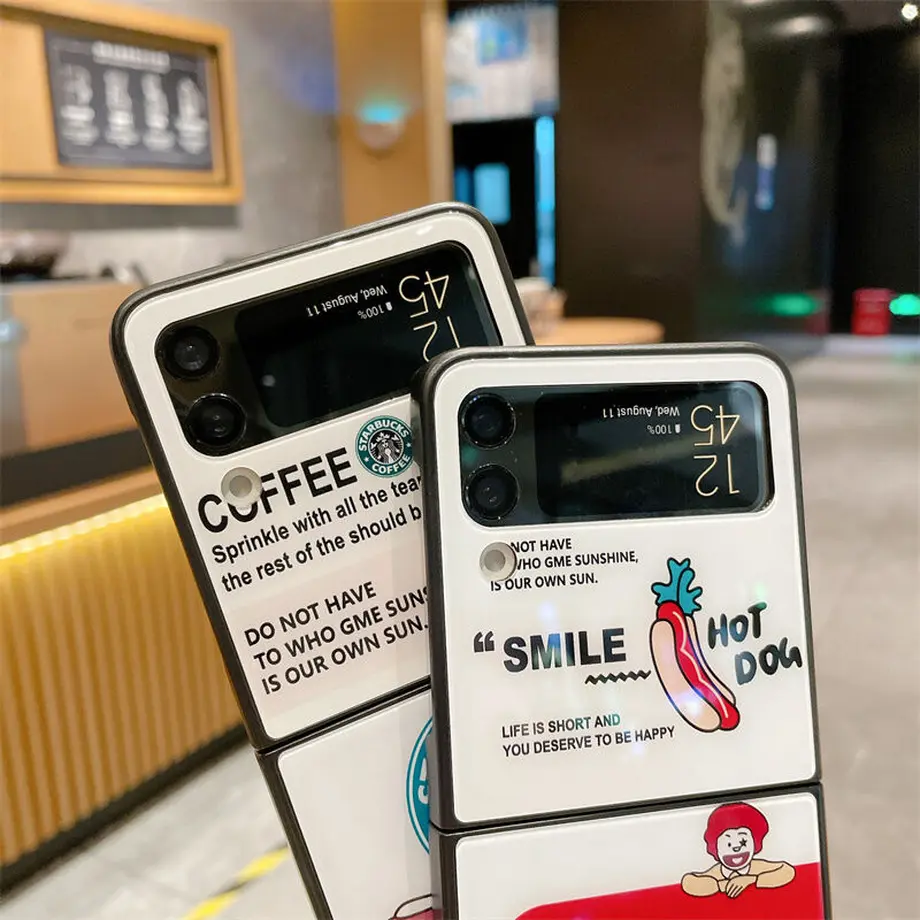 45
12
Wed, August 11
100%
STARBUCKS
COFFEE
COFFEE
Sprinkle with all the tear
the rest of the should b
DO NOT HAVE
TO WHO GME SUNS
IS OUR OWN SUN.
45
12
Wed, August 11
100%
NOT HAVE
WHO GME SUNSHINE,
IS OUR OWN SUN.
“SMILE
HOT
DOG
LIFE IS SHORT AND
YOU DESERVE TO BE HAPPY